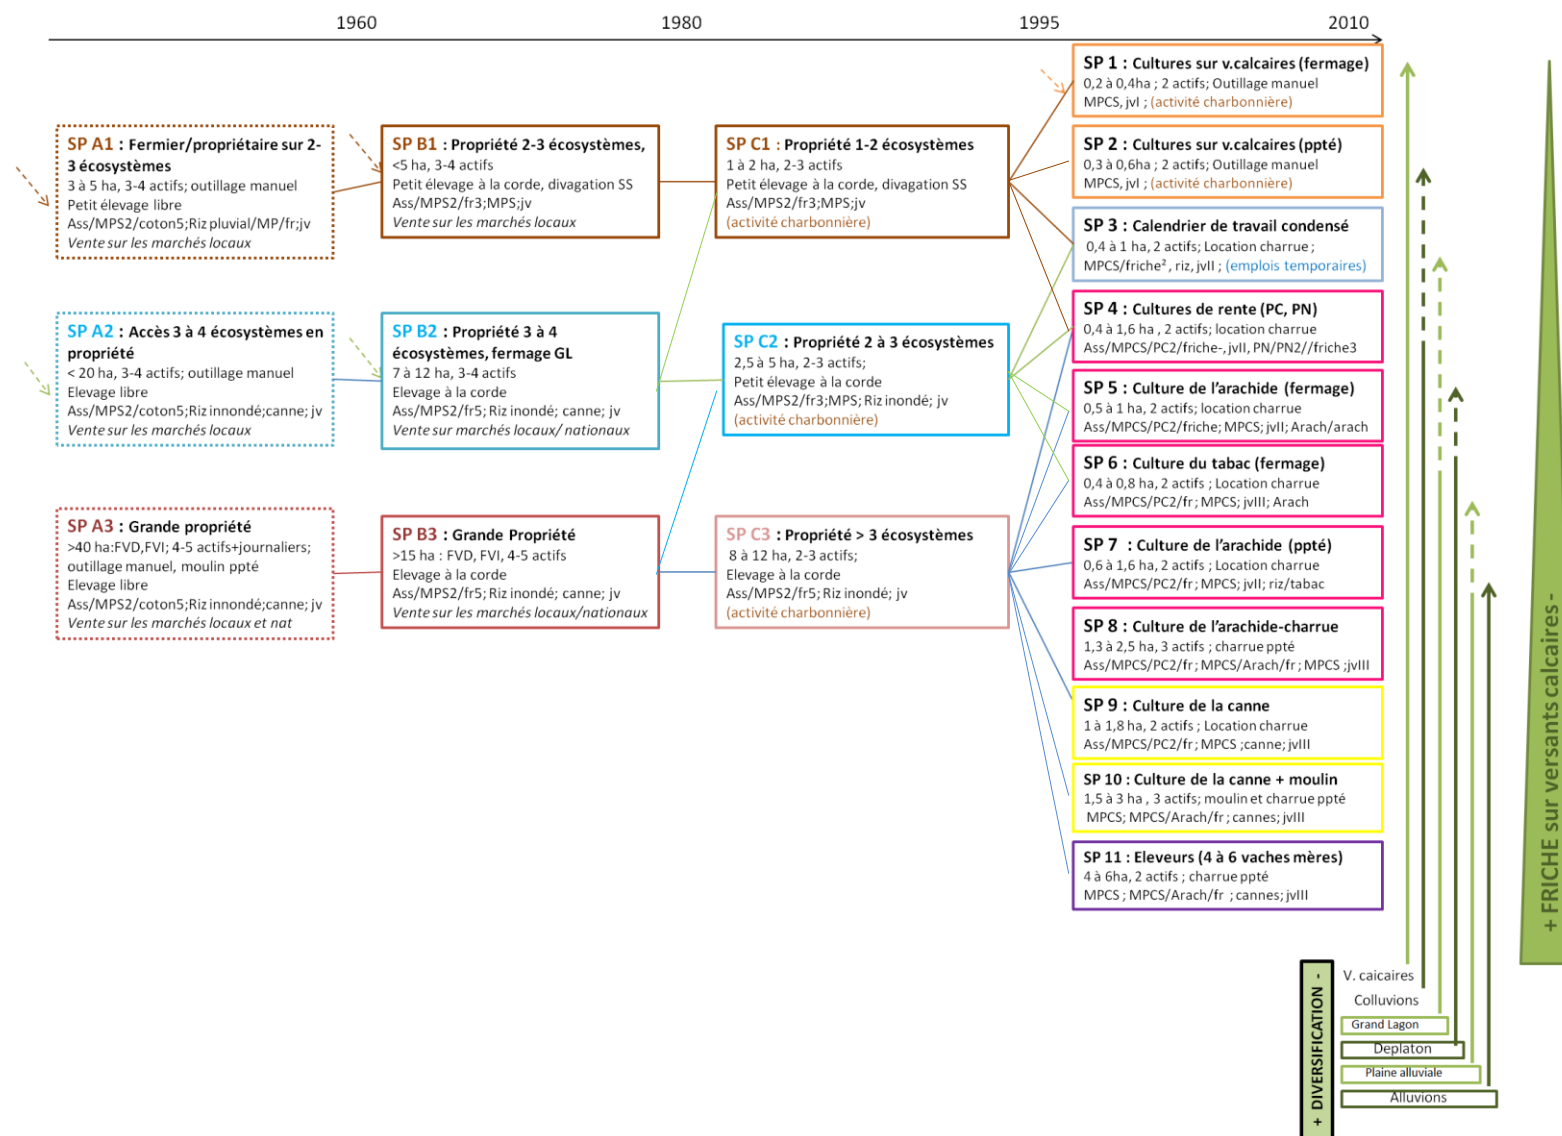 1960
1980
1995
2010
SP A1 : Fermier/propriétaire sur 2-
3 écosystèmes
3 à 5 ha, 3-4 actifs; outillage manuel
Petit élevage libre
Ass/MPS2/coton5;Riz pluvial/MP/fr;jv
Vente sur les marchés locaux
SP A2 : Accès 3 à 4 écosystèmes en
propriété
< 20 ha, 3-4 actifs; outillage manuel
Elevage libre
Ass/MPS2/coton5;Riz innondé;canne; jv
Vente sur les marchés locaux
SP A3 : Grande propriété
>40 ha:FVD,FVI; 4-5 actifs+journaliers;
outillage manuel, moulin ppté
Elevage libre
Ass/MPS2/coton5;Riz innondé;canne; jv
Vente sur les marchés locaux et nat
SP B1 : Propriété 2-3 écosystèmes,
<5 ha, 3-4 actifs
Petit élevage à la corde, divagation SS
Ass/MPS2/fr3;MPS;jv
Vente sur les marchés locaux
SP B2 : Propriété 3 à 4
écosystèmes, fermage GL
7 à 12 ha, 3-4 actifs
Elevage à la corde
Ass/MPS2/fr5; Riz inondé; canne; jv
Vente sur marchés locaux/ nationaux
SP B3 : Grande Propriété
>15 ha : FVD, FVI, 4-5 actifs
Elevage à la corde
Ass/MPS2/fr5; Riz inondé; canne; jv
Vente sur les marchés locaux/nationaux
SP C1 : Propriété 1-2 écosystèmes
1 à 2 ha, 2-3 actifs
Petit élevage à la corde, divagation SS
Ass/MPS2/fr3;MPS;jv
(activité charbonnière)
SP C2 : Propriété 2 à 3 écosystèmes
2,5 à 5 ha, 2-3 actifs;
Petit élevage à la corde
Ass/MPS2/fr3;MPS; Riz inondé; jv
(activité charbonnière)
SP C3 : Propriété > 3 écosystèmes
8 à 12 ha, 2-3 actifs;
Elevage à la corde
Ass/MPS2/fr5; Riz inondé; jv
(activité charbonnière)
SP 1 : Cultures sur v.calcaires (fermage)
0,2 à 0,4ha ; 2 actifs; Outillage manuel
MPCS, jvI ; (activité charbonnière)
SP 2 : Cultures sur v.calcaires (ppté)
0,3 à 0,6ha ; 2 actifs; Outillage manuel
MPCS, jvI ; (activité charbonnière)
SP 3 : Calendrier de travail condensé
0,4 à 1 ha, 2 actifs; Location charrue ;
MPCS/friche² , riz, jvII ; (emplois temporaires)
SP 4 : Cultures de rente (PC, PN)
0,4 à 1,6 ha , 2 actifs; location charrue
Ass/MPCS/PC2/friche-, jvII, PN/PN2//friche3
SP 5 : Culture de l'arachide (fermage)
0,5 à 1 ha, 2 actifs; location charrue
Ass/MPCS/PC2/friche; MPCS; jvII; Arach/arach
SP 6 : Culture du tabac (fermage)
0,4 à 0,8 ha, 2 actifs ; Location charrue
Ass/MPCS/PC2/fr ; MPCS; jvIII; Arach
SP 7 : Culture de l'arachide (ppté)
0,6 à 1,6 ha, 2 actifs ; Location charrue
Ass/MPCS/PC2/fr ; MPCS; jvII; riz/tabac
SP 8 : Culture de l'arachide-charrue
1,3 à 2,5 ha, 3 actifs ; charrue ppté
Ass/MPCS/PC2/fr ; MPCS/Arach/fr ; MPCS ;jvIII
SP 9 : Culture de la canne
1 à 1,8 ha, 2 actifs ; Location charrue
Ass/MPCS/PC2/fr; MPCS ;canne; jvIII
SP 10 : Culture de la canne + moulin
1,5 à 3 ha , 3 actifs; moulin et charrue ppté
MPCS; MPCS/Arach/fr ; cannes; jvIII
SP 11 : Eleveurs (4 à 6 vaches mères)
4 à 6ha, 2 actifs ; charrue ppté
MPCS ; MPCS/Arach/fr ; cannes; jvIII
+ FRICHE sur versants calcaires -
+ DIVERSIFICATION -
V. caicaires
Colluvions
Grand Lagon
Deplaton
Plaine alluviale
Alluvions